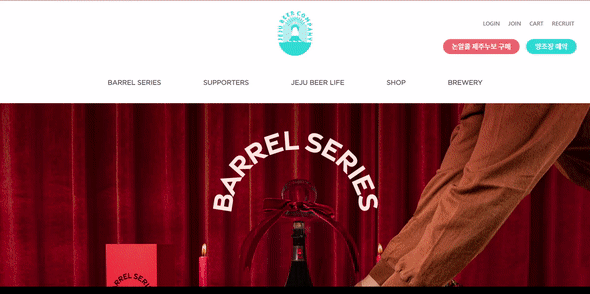 JEJU BEER COMPANY
LOGIN JOIN CART RECRUIT
논알콜 제주누보 구매 양조장 예약
BARREL SERIES SUPPORTERS JEJU BEER LIFE SHOP BREWERY
BARREL SERIES
BARREL SERI